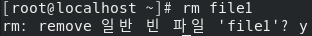 [root@localhost ~]# rm file1
rm: remove 일반 빈 파일 'file1'? y